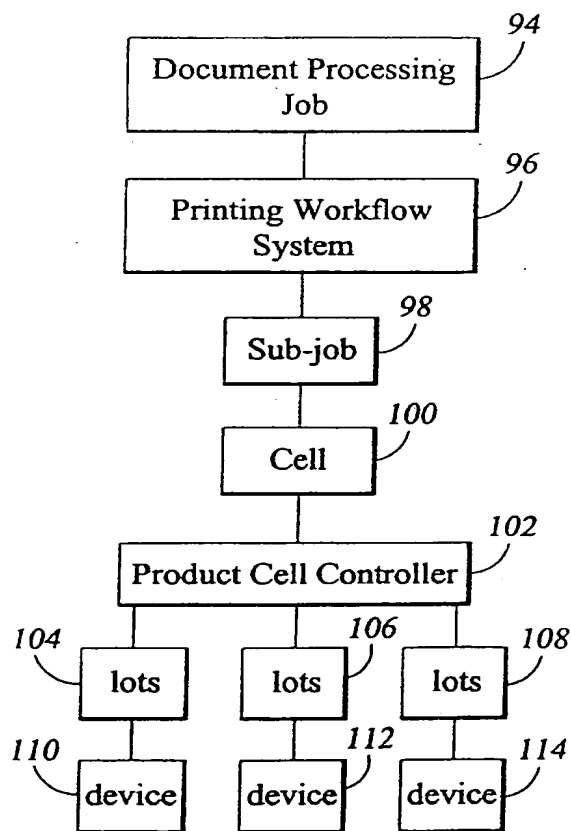 94
Document Processing
Job
96
Printing Workflow
System
98
Sub-job
100
Cell
102
Product Cell Controller
104 106 108
lots lots lots
110 112 114
device device device